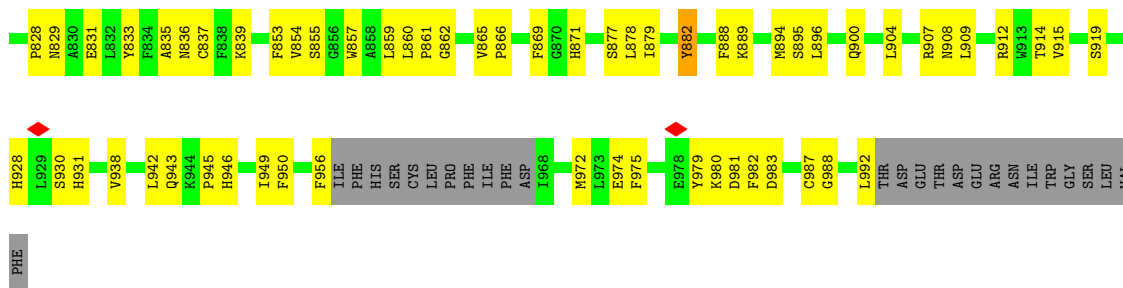 P828 N829 A830 E831 L832 Y833 F834 A835 N836 C837 F838 K839 F853 V854 S855 G856 W857 A858 L859 L860 P861 G862 V865 P866 F869 G870 H871 S877 L878 I879 Y882 F888 K889 M894 S895 L896 Q900 L904 R907 N908 L909 R912 W913 T914 V915 S919
H928 L929 S930 H931 V938 L942 Q943 K944 P945 H946 I949 F950 F956 ILE PHE HIS SER CYS LEU PRO PHE ILE PHE ASP I968 M972 L973 E974 F975 E978 Y979 K980 D981 F982 D983 C987 G988 L992 THR ASP GLU THR ASP GLU ARG ASN ILE TRP GLY SER LEU VAL
PHE